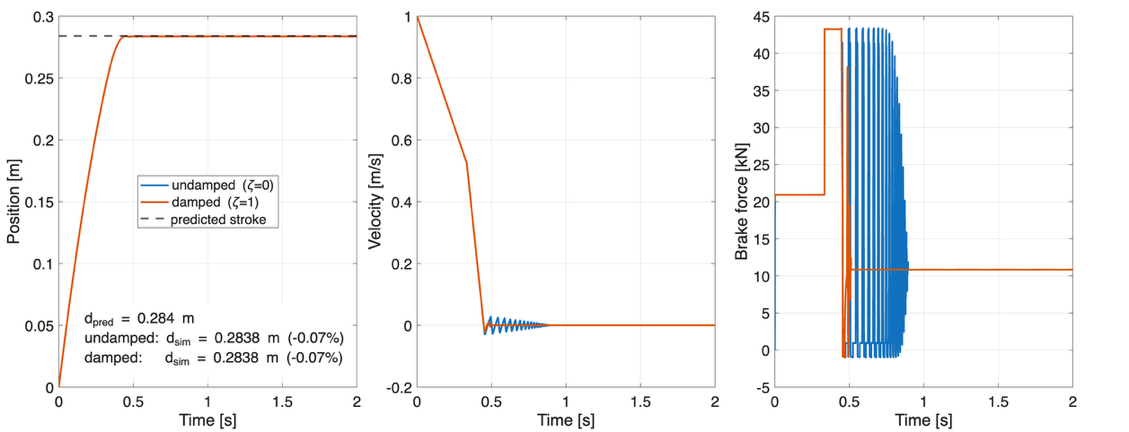 0.3
0.25
0.2
0.15
0.1
0.05
0
Position [m]
undamped (ζ=0)
damped (ζ=1)
predicted stroke
d_pred = 0.284 m
undamped: d_sim = 0.2838 m (-0.07%)
damped: d_sim = 0.2838 m (-0.07%)
0 0.5 1 1.5 2
Time [s]
1
0.8
0.6
0.4
0.2
0
-0.2
Velocity [m/s]
0 0.5 1 1.5 2
Time [s]
45
40
35
30
25
20
15
10
5
0
-5
Brake force [kN]
0 0.5 1 1.5 2
Time [s]